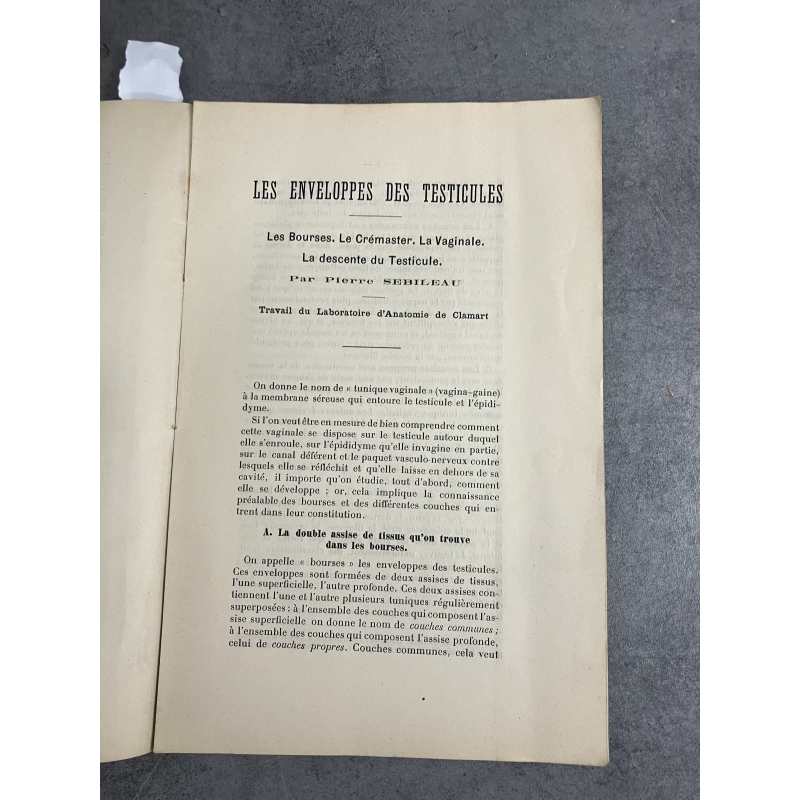 LES ENVELOPPES DES TESTICULES
Les Bourses. Le Crémaster. La Vaginale.
La descente du Testicule.
Par Pierre SEBILEAU
Travail du Laboratoire d'Anatomie de Clamart
On donne le nom de « tunique vaginale » (vagina-gaine)
à la membrane séreuse qui entoure le testicule et l'épidi-
dyme.
Si l'on veut être en mesure de bien comprendre comment
cette vaginale se dispose sur le testicule autour duquel
elle s'enroule, sur l'épididyme qu'elle invagine en partie,
sur le canal déférent et le paquet vasculo-nerveux contre
lesquels elle se réfléchit et qu'elle laisse en dehors de sa
cavité, il importe qu'on étudie, tout d'abord, comment
elle se développe ; or, cela implique la connaissance
préalable des bourses et des différentes couches qui en-
trent dans leur constitution.
A. La double assise de tissus qu'on trouve
dans les bourses.
On appelle « bourses » les enveloppes des testicules.
Ces enveloppes sont formées de deux assises de tissus,
l'une superficielle, l'autre profonde. Ces deux assises con-
tiennent l'une et l'autre plusieurs tuniques régulièrement
superposées ; à l'ensemble des couches qui composent l'as-
sise superficielle on donne le nom de couches communes ;
à l'ensemble des couches qui composent l'assise profonde,
celui de couches propres. Couches communes, cela veut